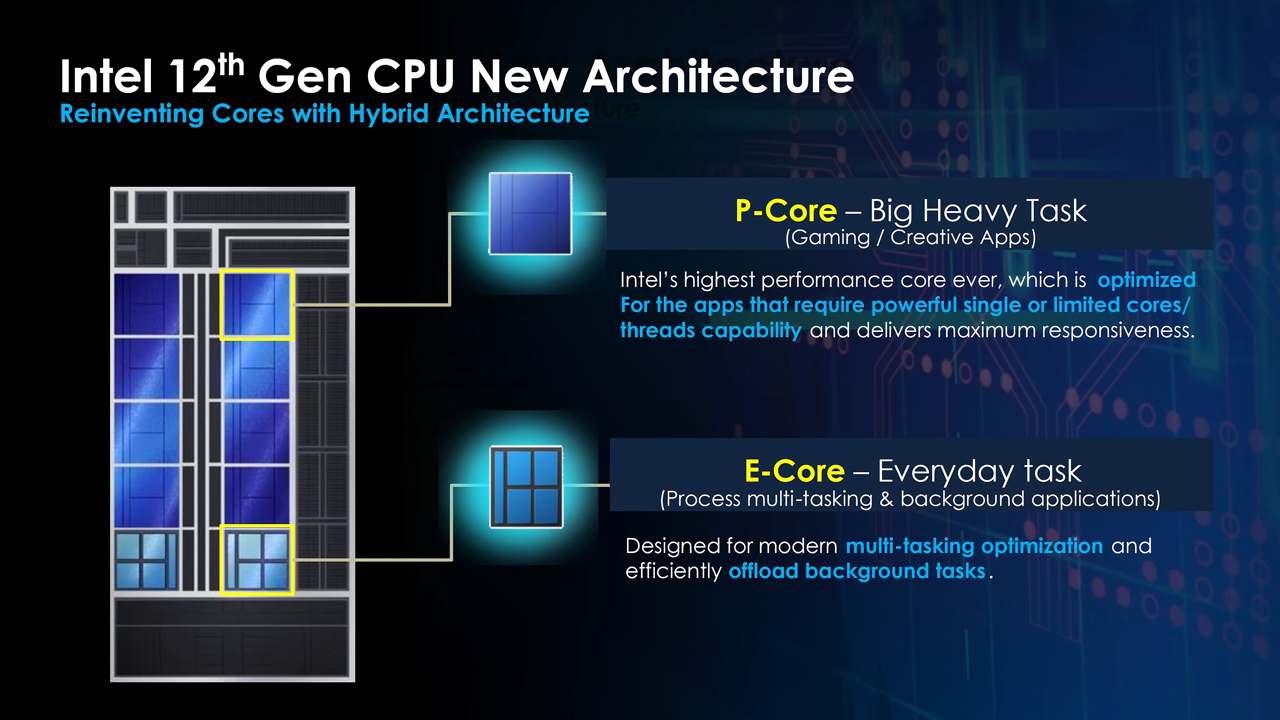 Intel 12th Gen CPU New Architecture
Reinventing Cores with Hybrid Architecture
P-Core – Big Heavy Task
(Gaming / Creative Apps)
Intel’s highest performance core ever, which is optimized
For the apps that require powerful single or limited cores/
threads capability and delivers maximum responsiveness.
E-Core – Everyday task
(Process multi-tasking & background applications)
Designed for modern multi-tasking optimization and
efficiently offload background tasks.